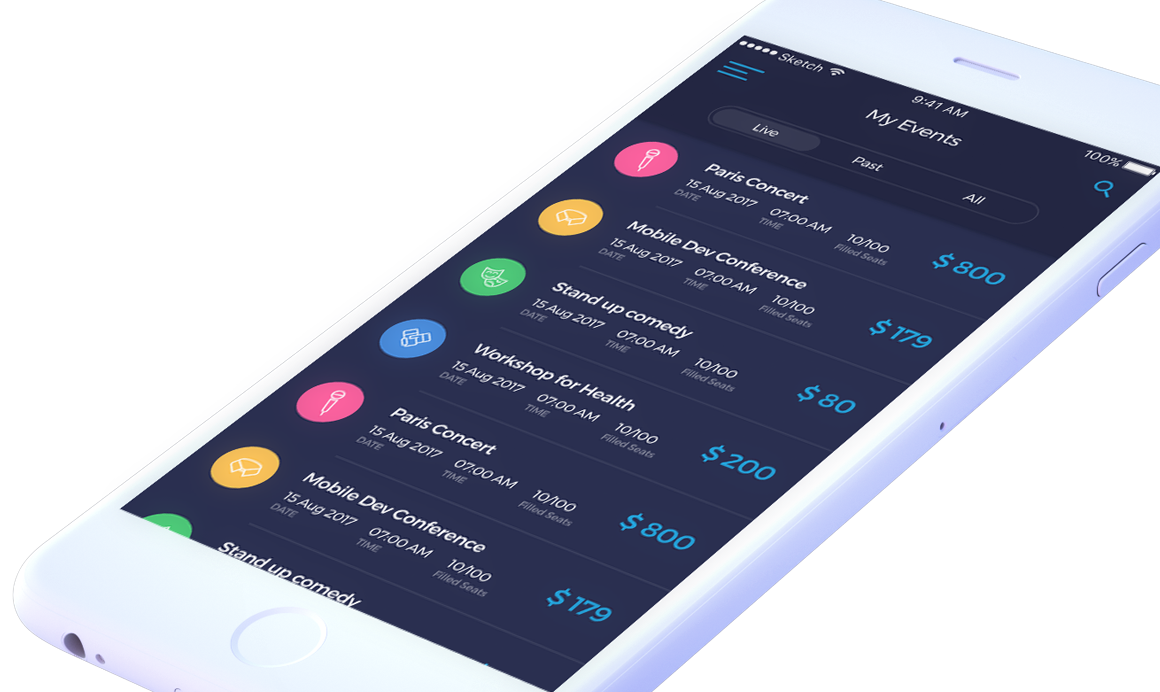 Sketch
9:41 AM
100%
My Events
Live
Past
All
Paris Concert
15 Aug 2017 07:00 AM 10/100
DATE TIME Filled Seats
$ 800
Mobile Dev Conference
15 Aug 2017 07:00 AM 10/100
DATE TIME Filled Seats
$ 179
Stand up comedy
15 Aug 2017 07:00 AM 10/100
DATE TIME Filled Seats
$ 80
Workshop for Health
15 Aug 2017 07:00 AM 10/100
DATE TIME Filled Seats
$ 200
Paris Concert
15 Aug 2017 07:00 AM 10/100
DATE TIME Filled Seats
$ 800
Mobile Dev Conference
15 Aug 2017 07:00 AM 10/100
DATE TIME Filled Seats
$ 179
Stand up comedy